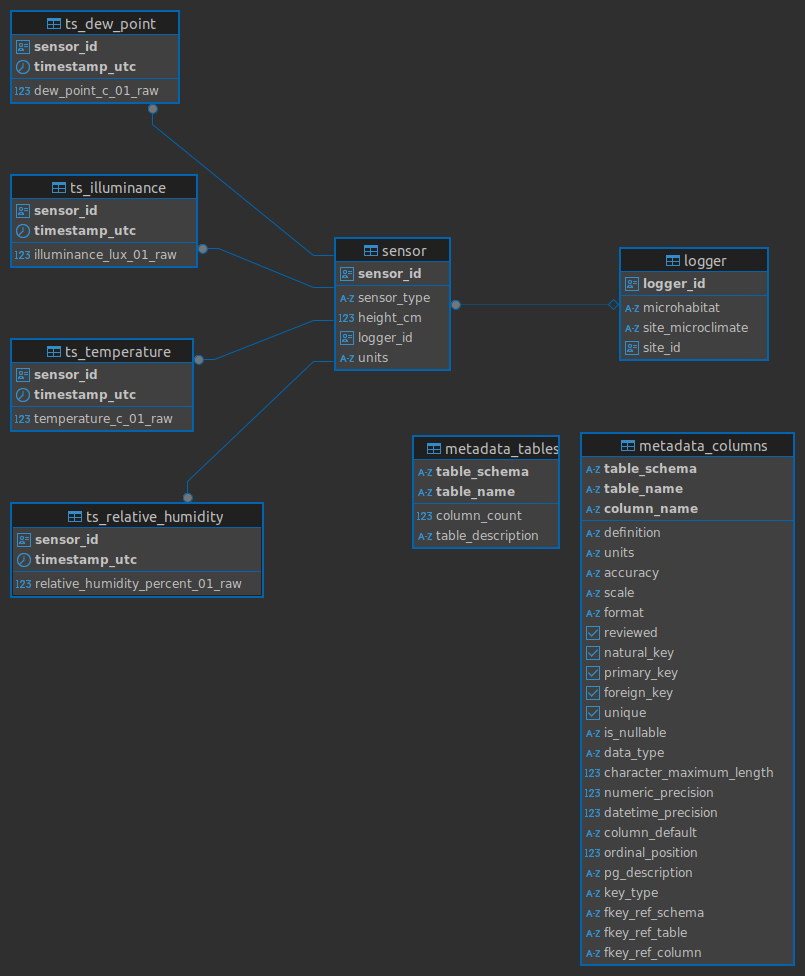 ts_dew_point
sensor_id
timestamp_utc
123 dew_point_c_01_raw
ts_illuminance
sensor_id
timestamp_utc
123 illuminance_lux_01_raw
ts_temperature
sensor_id
timestamp_utc
123 temperature_c_01_raw
ts_relative_humidity
sensor_id
timestamp_utc
123 relative_humidity_percent_01_raw
sensor
sensor_id
A-Z sensor_type
123 height_cm
logger_id
A-Z units
logger
logger_id
A-Z microhabitat
A-Z site_microclimate
site_id
metadata_tables
A-Z table_schema
A-Z table_name
123 column_count
A-Z table_description
metadata_columns
A-Z table_schema
A-Z table_name
A-Z column_name
A-Z definition
A-Z units
A-Z accuracy
A-Z scale
A-Z format
reviewed
natural_key
primary_key
foreign_key
unique
A-Z is_nullable
A-Z data_type
123 character_maximum_length
123 numeric_precision
123 datetime_precision
A-Z column_default
123 ordinal_position
A-Z pg_description
A-Z key_type
A-Z fkey_ref_schema
A-Z fkey_ref_table
A-Z fkey_ref_column